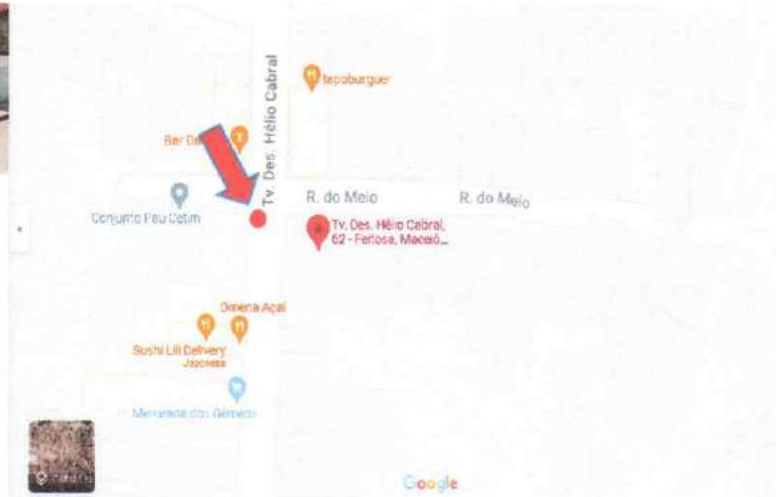 Itapoburguer
Tv. Des. Hélio Cabral
Bar
R. do Meio
R. do Meio
Conjunto Pau Cetim
Tv. Des. Hélio Cabral,
62 - Feitosa, Maceió...
Omena Açaí
Sushi Lili Delivery
Japonesa
Mercearia dos Gêmeos
Google